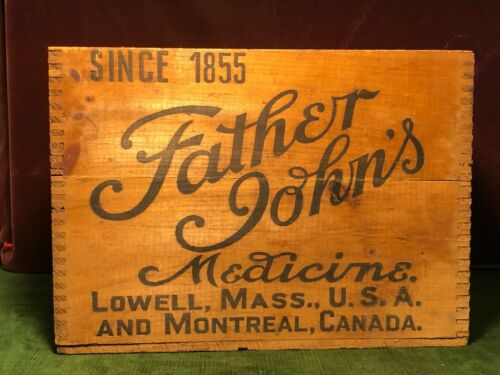 SINCE 1855
Father
John's
Medicine.
LOWELL, MASS., U.S.A.
AND MONTREAL, CANADA.